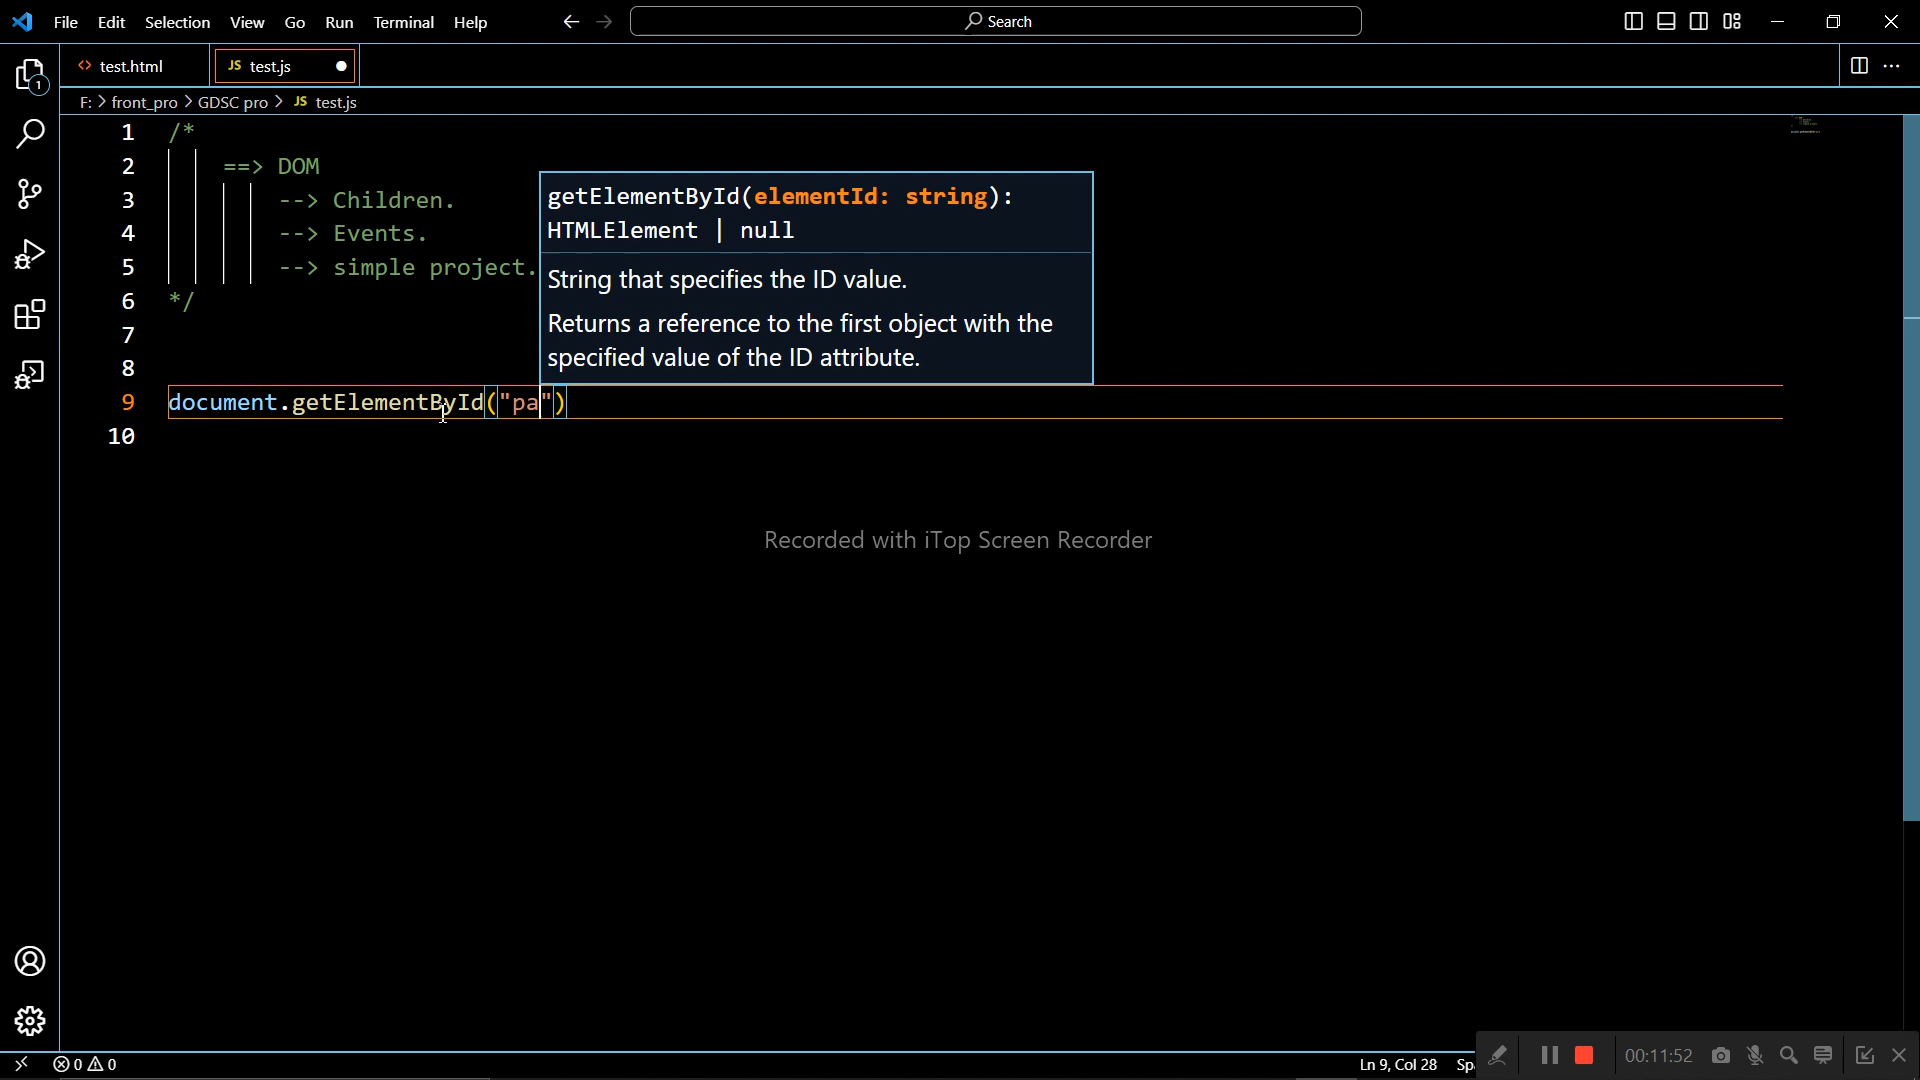 File Edit Selection View Go Run Terminal Help Search
test.html JS test.js
F: > front_pro > GDSC pro > JS test.js
1 /*
2 ==> DOM
3 --> Children.
4 --> Events.
5 --> simple project.
6 */
7
8
9 document.getElementById("pa")
10
getElementById(elementId: string):
HTMLElement | null
String that specifies the ID value.
Returns a reference to the first object with the
specified value of the ID attribute.
Recorded with iTop Screen Recorder
1
0 0 Ln 9, Col 28 Spa
00:11:52